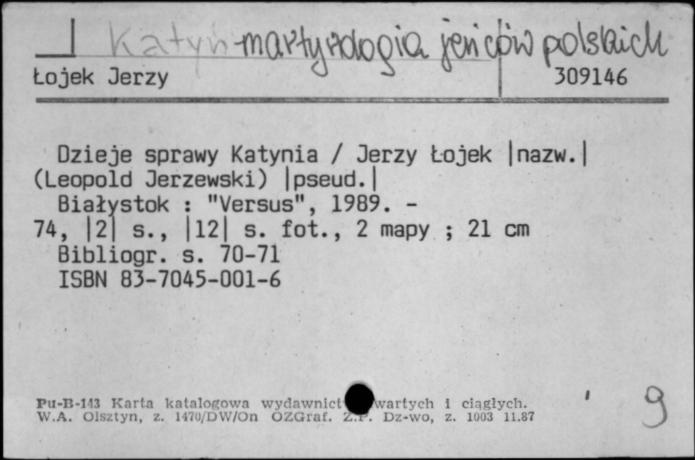 Katyń - martyrologia jeńców polskich
Łojek Jerzy 309146
Dzieje sprawy Katynia / Jerzy Łojek |nazw.|
(Leopold Jerzewski) |pseud.|
Białystok : "Versus", 1989. -
74, |2| s., |12| s. fot., 2 mapy ; 21 cm
Bibliogr. s. 70-71
ISBN 83-7045-001-6
Pu-B-143 Karta katalogowa wydawnict wartych i ciągłych.
W.A. Olsztyn, z. 1470/DW/On OZGraf. Z.P. Dz-wo, z. 1003 11.87
9